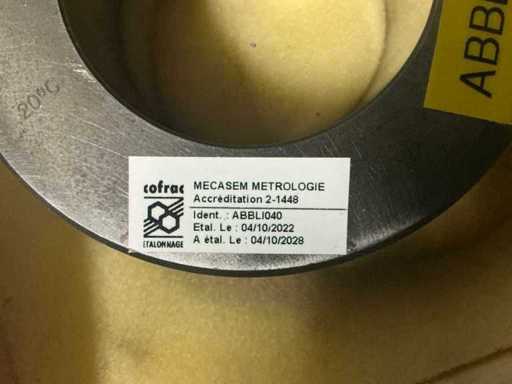 20°C
ABBL
cofrac
ETALONNAGE
MECASEM METROLOGIE
Accréditation 2-1448
Ident. : ABBLI040
Etal. Le : 04/10/2022
A étal. Le : 04/10/2028